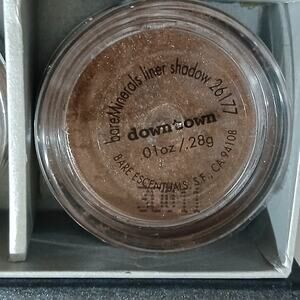 bareMinerals liner shadow 26177
downtown
.01oz/.28g
BARE ESCENTUALS, S.F., CA 94108